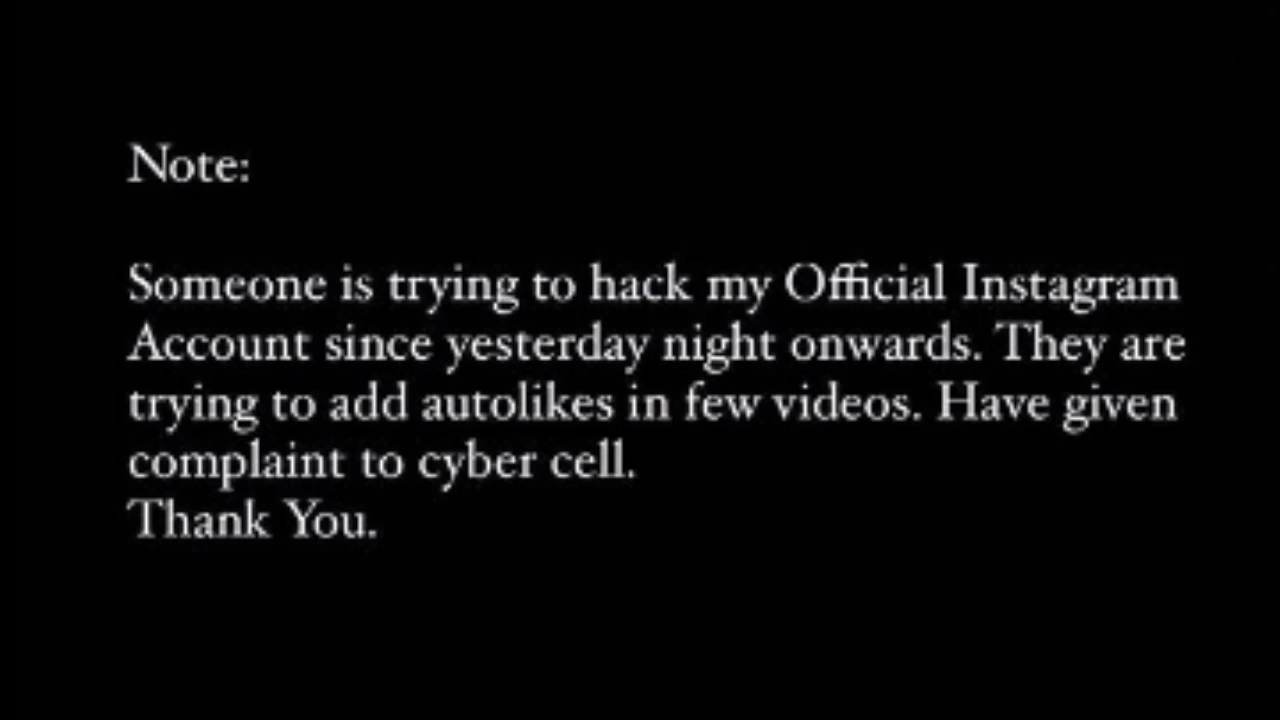 Note:
Someone is trying to hack my Official Instagram
Account since yesterday night onwards. They are
trying to add autolikes in few videos. Have given
complaint to cyber cell.
Thank You.